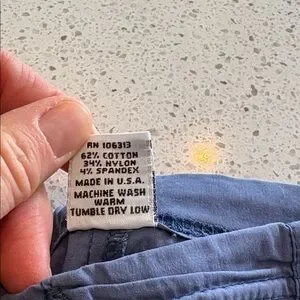 RN 106313
62% COTTON
34% NYLON
4% SPANDEX
MADE IN U.S.A.
MACHINE WASH
WARM
TUMBLE DRY LOW